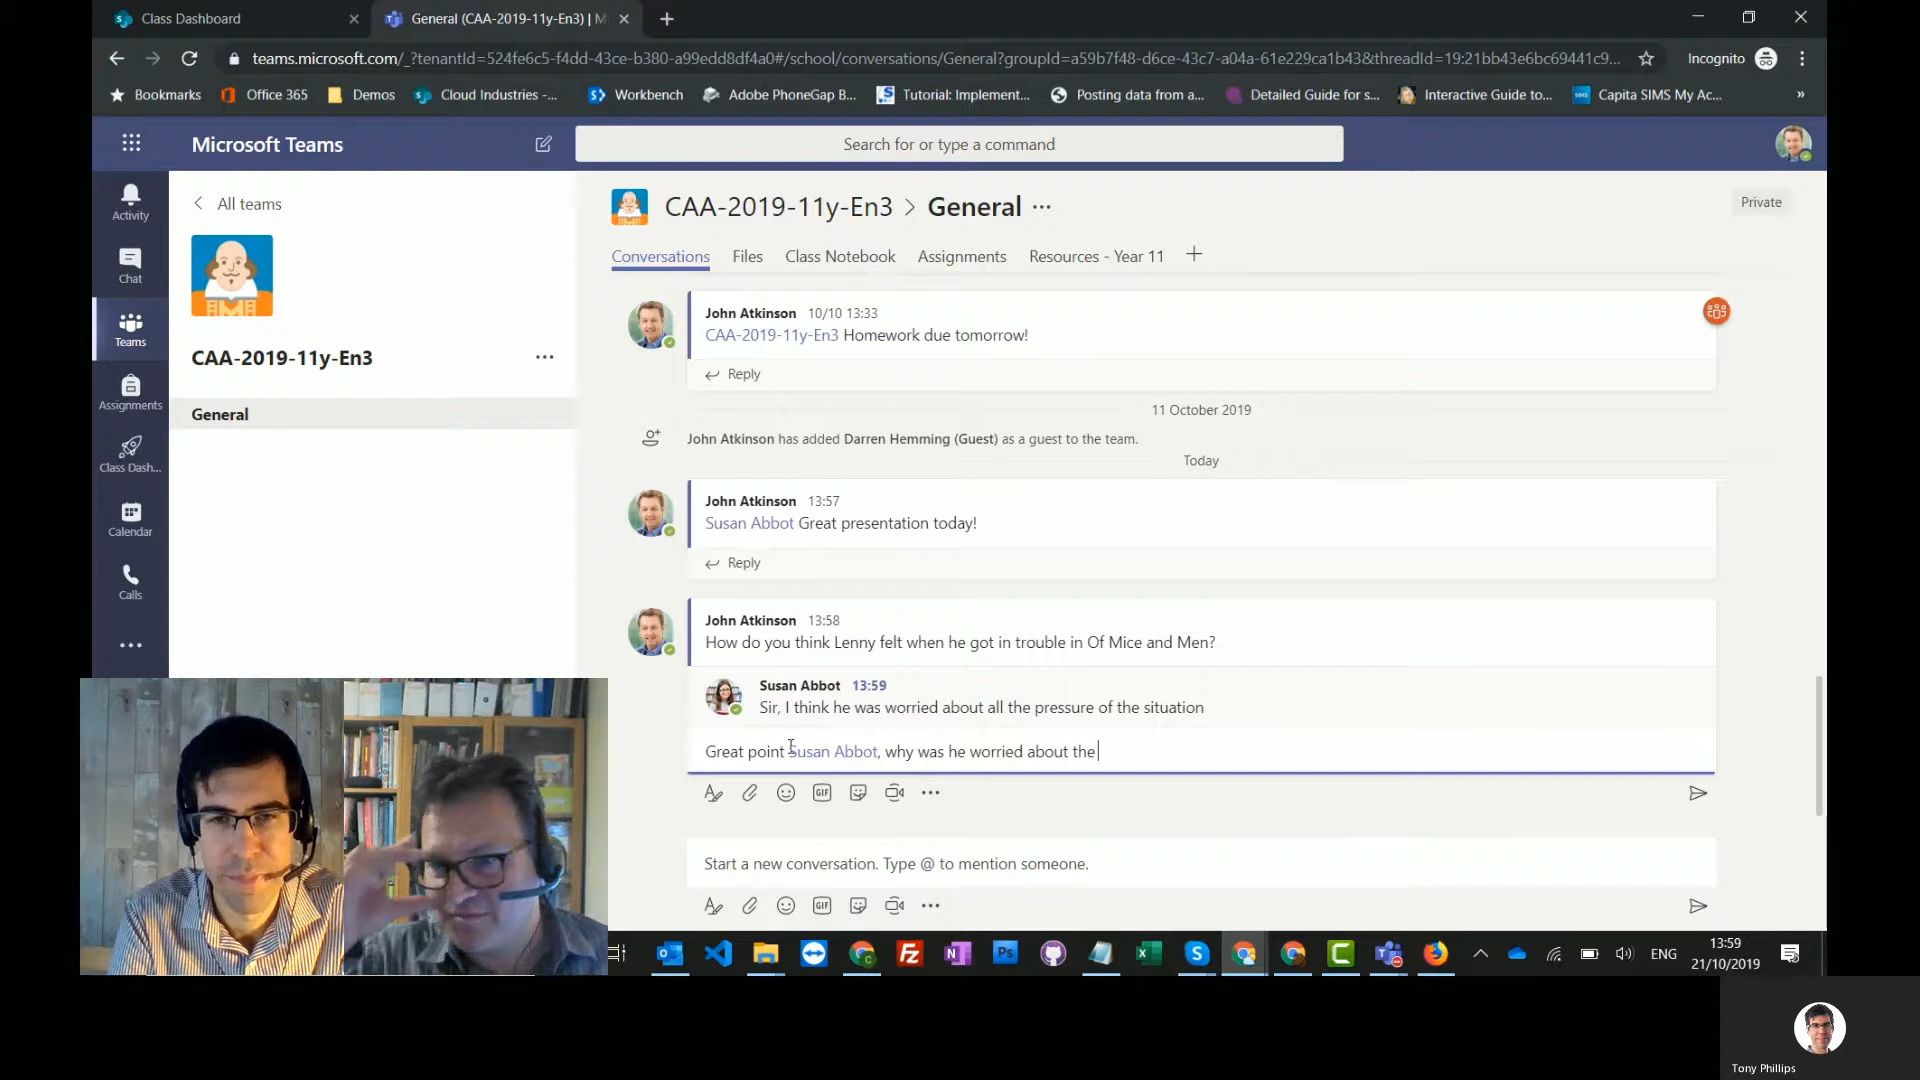 Class Dashboard
General (CAA-2019-11y-En3) | M
teams.microsoft.com/_?tenantId=524fe6c5-f4dd-43ce-b380-a99edd8df4a0#/school/conversations/General?groupId=a59b7f48-d6ce-43c7-a04a-61e229ca1b43&threadId=19:21bb43e6bc69441c9...
Incognito
Bookmarks
Office 365
Demos
Cloud Industries -...
Workbench
Adobe PhoneGap B...
Tutorial: Implement...
Posting data from a...
Detailed Guide for s...
Interactive Guide to...
SIMS
Capita SIMS My Ac...
»
Microsoft Teams
Search for or type a command
Activity
Chat
Teams
Assignments
Class Dash...
Calendar
Calls
All teams
CAA-2019-11y-En3
General
CAA-2019-11y-En3 > General ...
Private
Conversations
Files
Class Notebook
Assignments
Resources - Year 11
John Atkinson 10/10 13:33
CAA-2019-11y-En3 Homework due tomorrow!
Reply
11 October 2019
John Atkinson has added Darren Hemming (Guest) as a guest to the team.
Today
John Atkinson 13:57
Susan Abbot Great presentation today!
Reply
John Atkinson 13:58
How do you think Lenny felt when he got in trouble in Of Mice and Men?
Susan Abbot 13:59
Sir, I think he was worried about all the pressure of the situation
Great point Susan Abbot, why was he worried about the
GIF
Start a new conversation. Type @ to mention someone.
GIF
ENG
13:59
21/10/2019
Tony Phillips